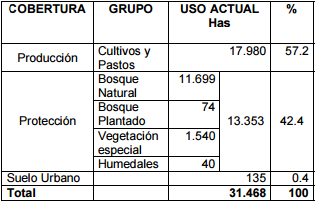 COBERTURA GRUPO USO ACTUAL %
Has
Producción Cultivos y 17.980 57.2
Pastos
Protección Bosque 11.699 13.353 42.4
Natural
Bosque 74
Plantado
Vegetación 1.540
especial
Humedales 40
Suelo Urbano 135 0.4
Total 31.468 100